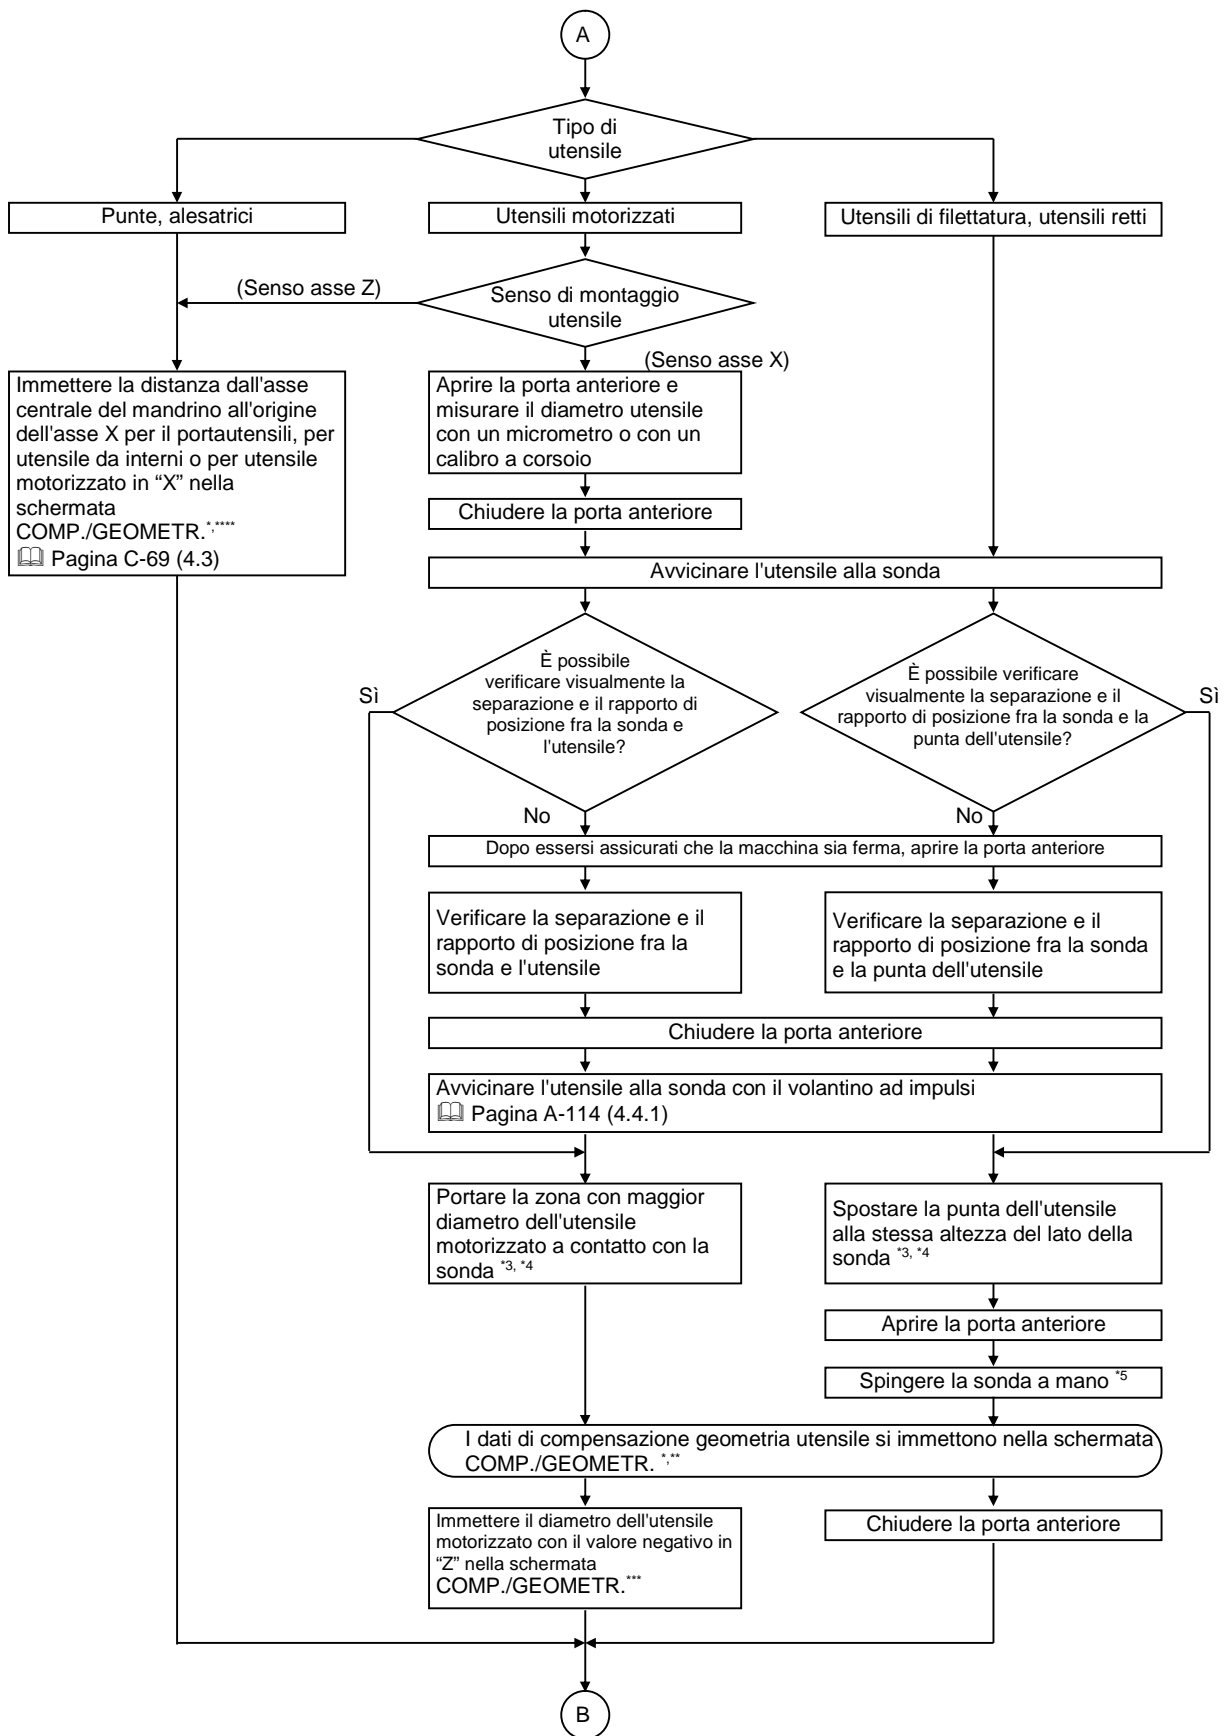 A
Tipo di
utensile
Punte, alesatrici
Utensili motorizzati
Utensili di filettatura, utensili retti
(Senso asse Z)
Senso di montaggio
utensile
(Senso asse X)
Immettere la distanza dall'asse
centrale del mandrino all'origine
dell'asse X per il portautensili, per
utensile da interni o per utensile
motorizzato in “X” nella
schermata
COMP./GEOMETR.*,****
Pagina C-69 (4.3)
Aprire la porta anteriore e
misurare il diametro utensile
con un micrometro o con un
calibro a corsoio
Chiudere la porta anteriore
Avvicinare l'utensile alla sonda
È possibile
verificare visualmente la
separazione e il rapporto di
posizione fra la sonda e
l'utensile?
Sì
No
È possibile verificare
visualmente la separazione e il
rapporto di posizione fra la sonda e la
punta dell'utensile?
Sì
No
Dopo essersi assicurati che la macchina sia ferma, aprire la porta anteriore
Verificare la separazione e il
rapporto di posizione fra la
sonda e l'utensile
Verificare la separazione e il
rapporto di posizione fra la sonda
e la punta dell'utensile
Chiudere la porta anteriore
Avvicinare l'utensile alla sonda con il volantino ad impulsi
Pagina A-114 (4.4.1)
Portare la zona con maggior
diametro dell'utensile
motorizzato a contatto con la
sonda *3, *4
Spostare la punta dell'utensile
alla stessa altezza del lato della
sonda *3, *4
Aprire la porta anteriore
Spingere la sonda a mano *5
I dati di compensazione geometria utensile si immettono nella schermata
COMP./GEOMETR. *,**
Immettere il diametro dell'utensile
motorizzato con il valore negativo in
“Z” nella schermata
COMP./GEOMETR.***
Chiudere la porta anteriore
B